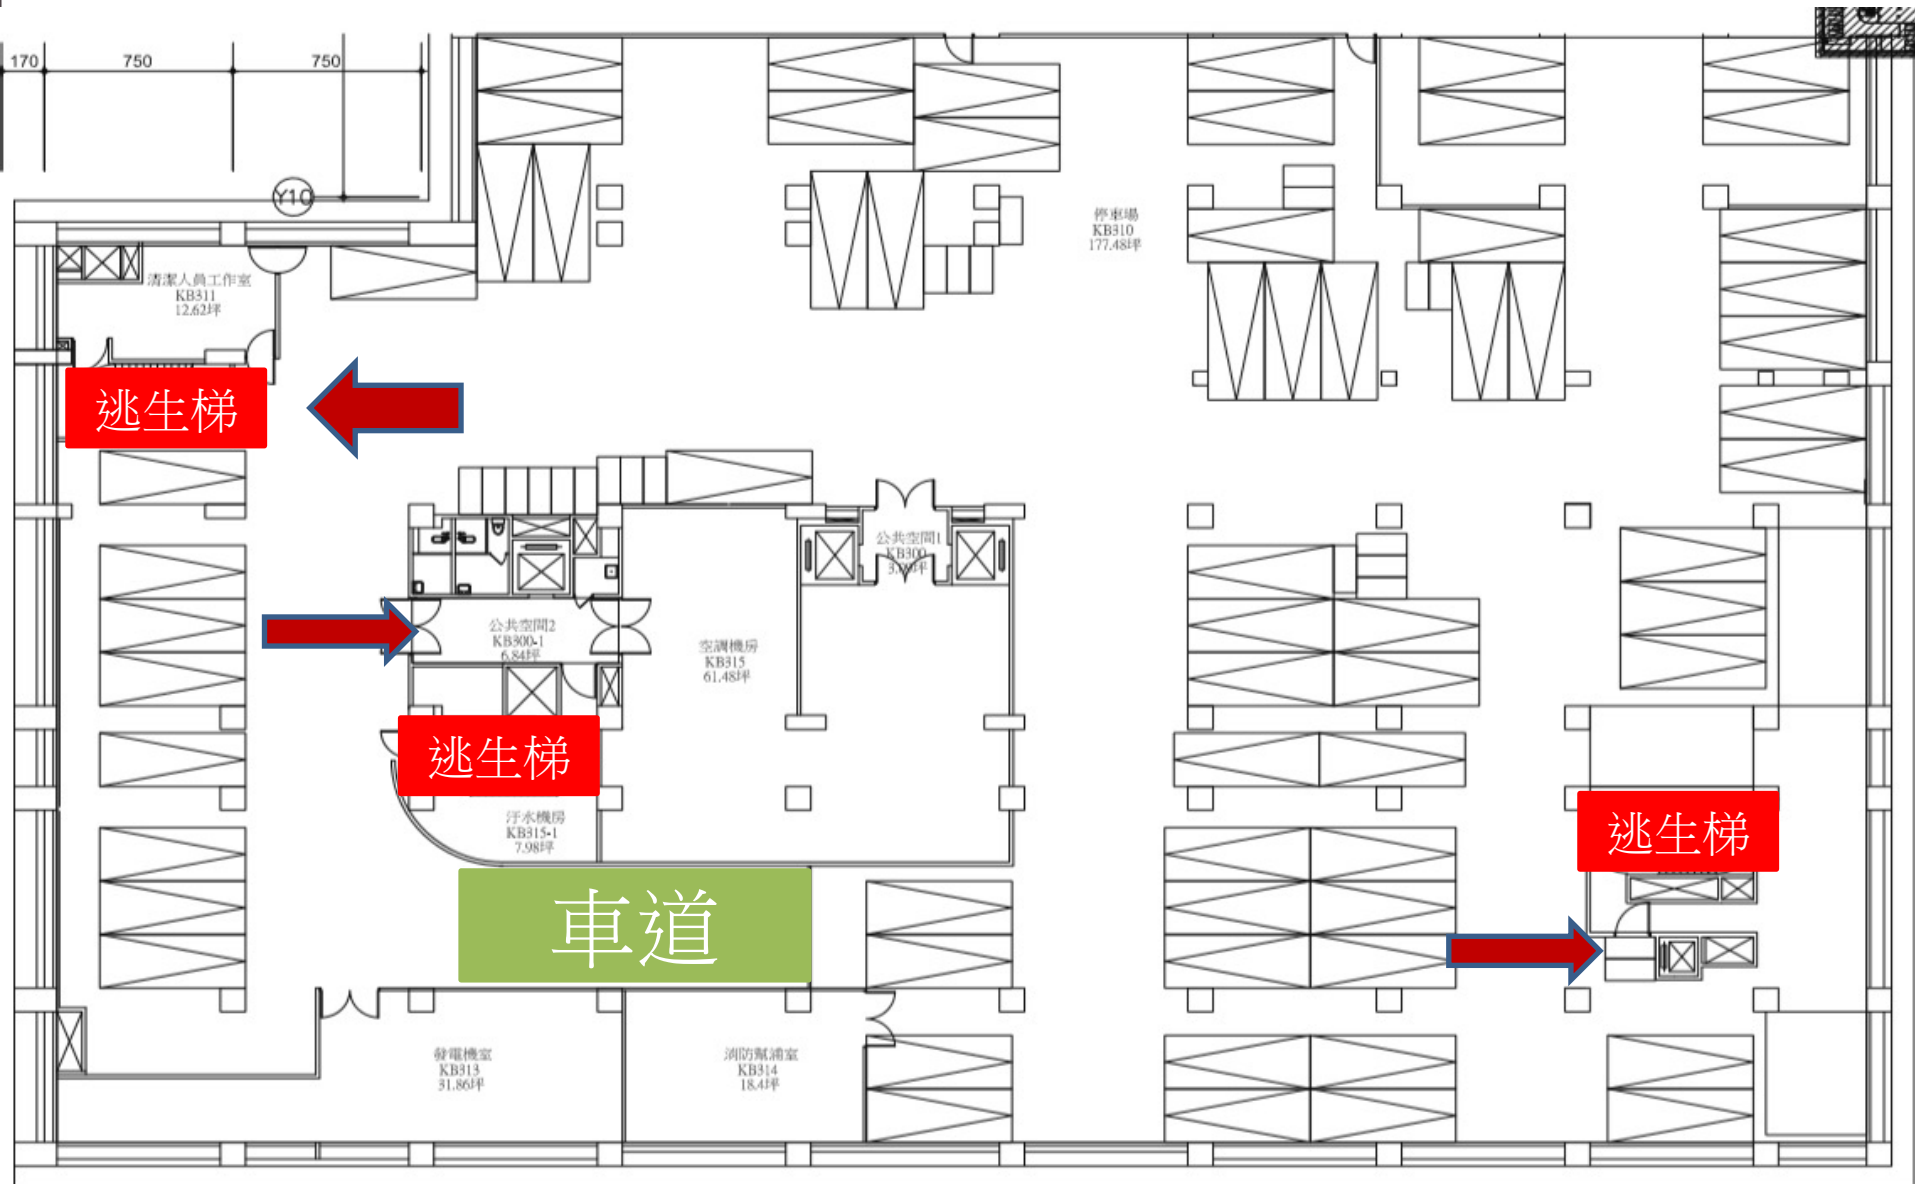 170
750
750
Y10
停車場
KB310
177.48坪
清潔人員工作室
KB311
12.62坪
逃生梯
公共空間1
KB300
3.00坪
公共空間2
KB300-1
6.84坪
空調機房
KB315
61.48坪
逃生梯
汙水機房
KB315-1
7.98坪
逃生梯
車道
發電機室
KB313
31.86坪
消防幫浦室
KB314
18.4坪